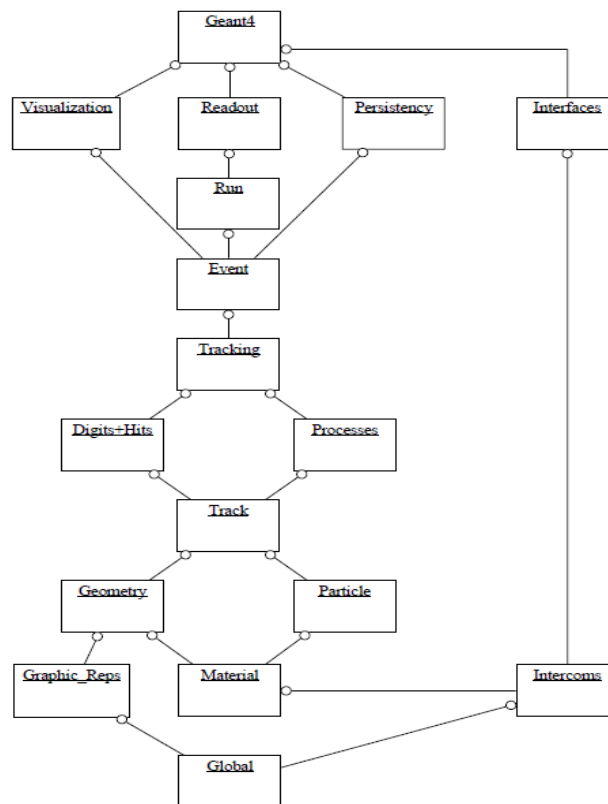 Geant4
Visualization
Readout
Persistency
Interfaces
Run
Event
Tracking
Digits+Hits
Processes
Track
Geometry
Particle
Graphic_Reps
Material
Intercoms
Global